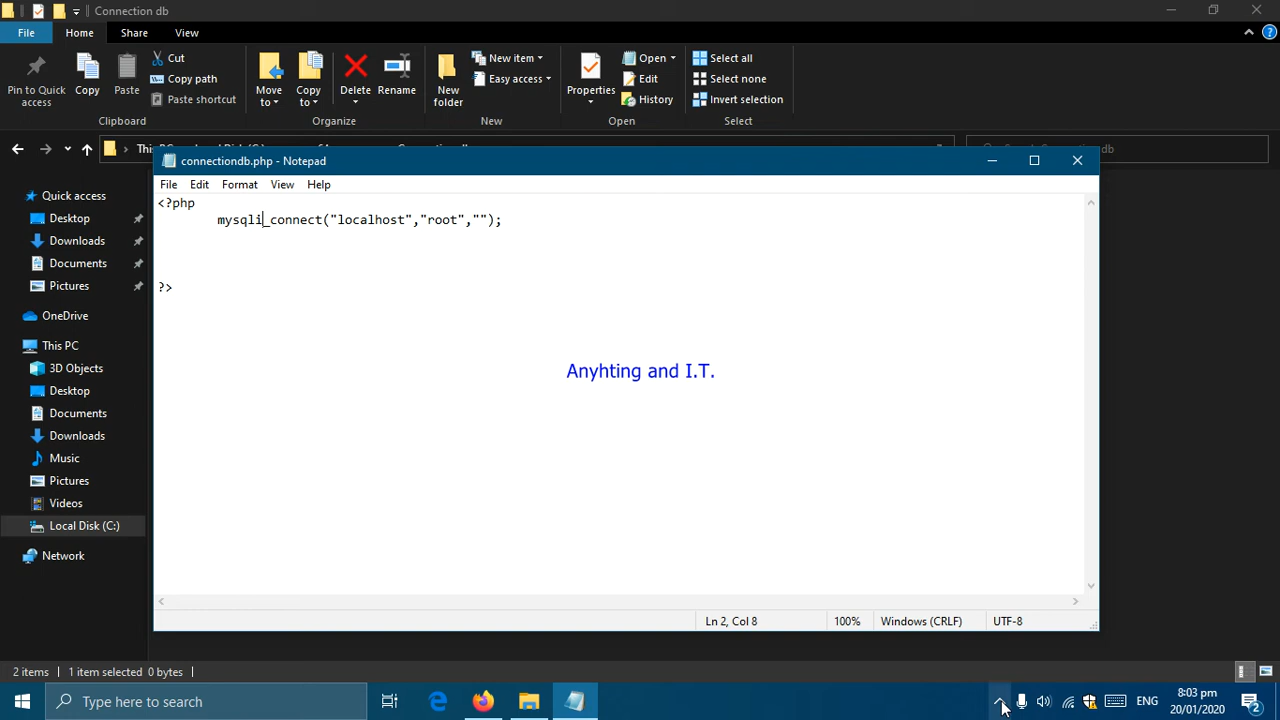 Connection db
File
Home
Share
View
Pin to Quick access
Copy
Paste
Cut
Copy path
Paste shortcut
Clipboard
Move to
Copy to
Delete
Rename
Organize
New folder
New item
Easy access
New
Properties
Open
Edit
History
Open
Select all
Select none
Invert selection
Select
connectiondb.php - Notepad
File
Edit
Format
View
Help
<?php
mysqli_connect("localhost","root","");
?>
Anyhting and I.T.
Ln 2, Col 8
100%
Windows (CRLF)
UTF-8
Quick access
Desktop
Downloads
Documents
Pictures
OneDrive
This PC
3D Objects
Desktop
Documents
Downloads
Music
Pictures
Videos
Local Disk (C:)
Network
2 items
1 item selected 0 bytes
Type here to search
ENG
8:03 pm
20/01/2020
2